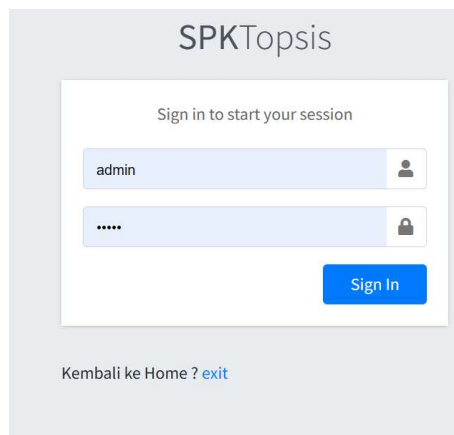 SPKTopsis
Sign in to start your session
admin
•••••
Sign In
Kembali ke Home ? exit